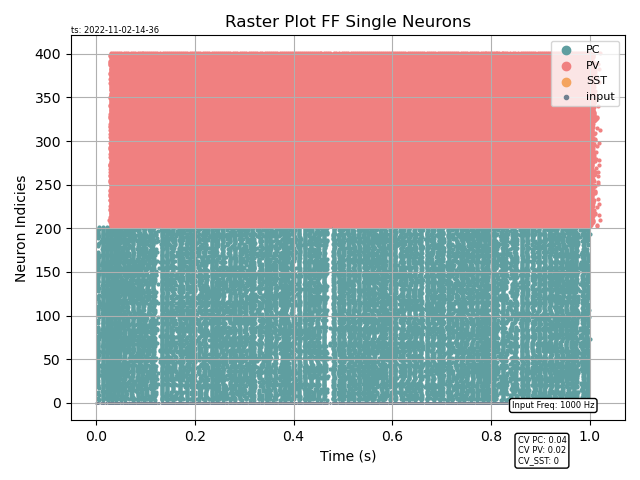 Raster Plot FF Single Neurons
ts: 2022-11-02-14-36
PC
PV
SST
input
400
350
300
250
200
150
100
50
0
Neuron Indicies
Input Freq: 1000 Hz
0.0 0.2 0.4 0.6 0.8 1.0
Time (s)
CV PC: 0.04
CV PV: 0.02
CV_SST: 0